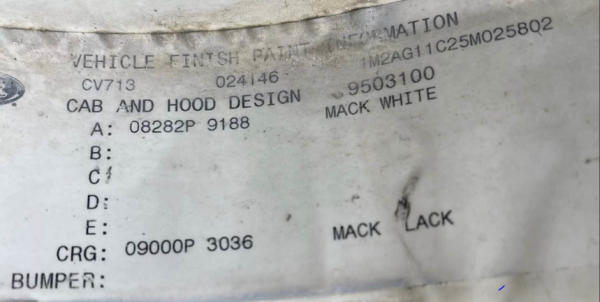 VEHICLE FINISH PAINT INFORMATION
CV713 024146 1M2AG11C25M025802
CAB AND HOOD DESIGN 9503100
A: 08282P 9188 MACK WHITE
B:
C:
D:
E:
CRG: 09000P 3036 MACK LACK
BUMPER: